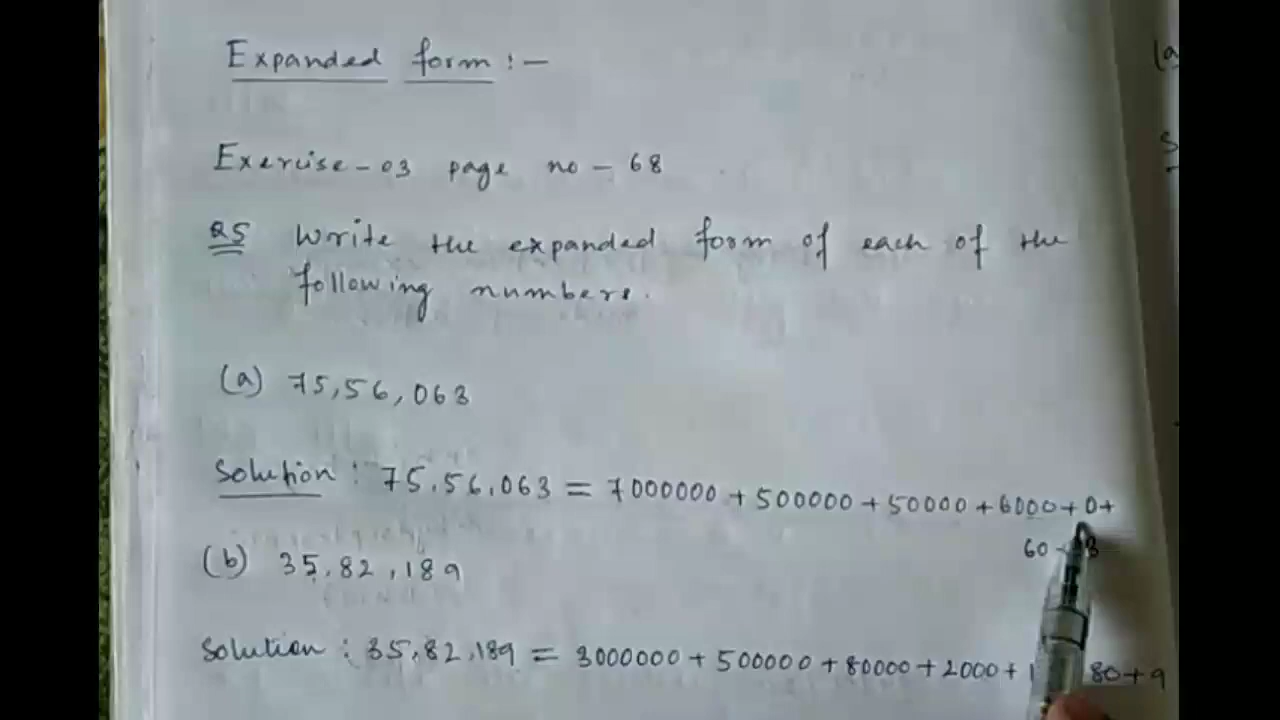 Expanded form :-
Exercise-03 page no - 68
Q5 Write the expanded form of each of the
following numbers.
(a) 75,56,063
Solution : 75,56,063 = 7000000 + 500000 + 50000 + 6000 + 0 +
60 3
(b) 35,82,189
Solution : 35,82,189 = 3000000 + 500000 + 80000 + 2000 + 80 + 9
(a
S